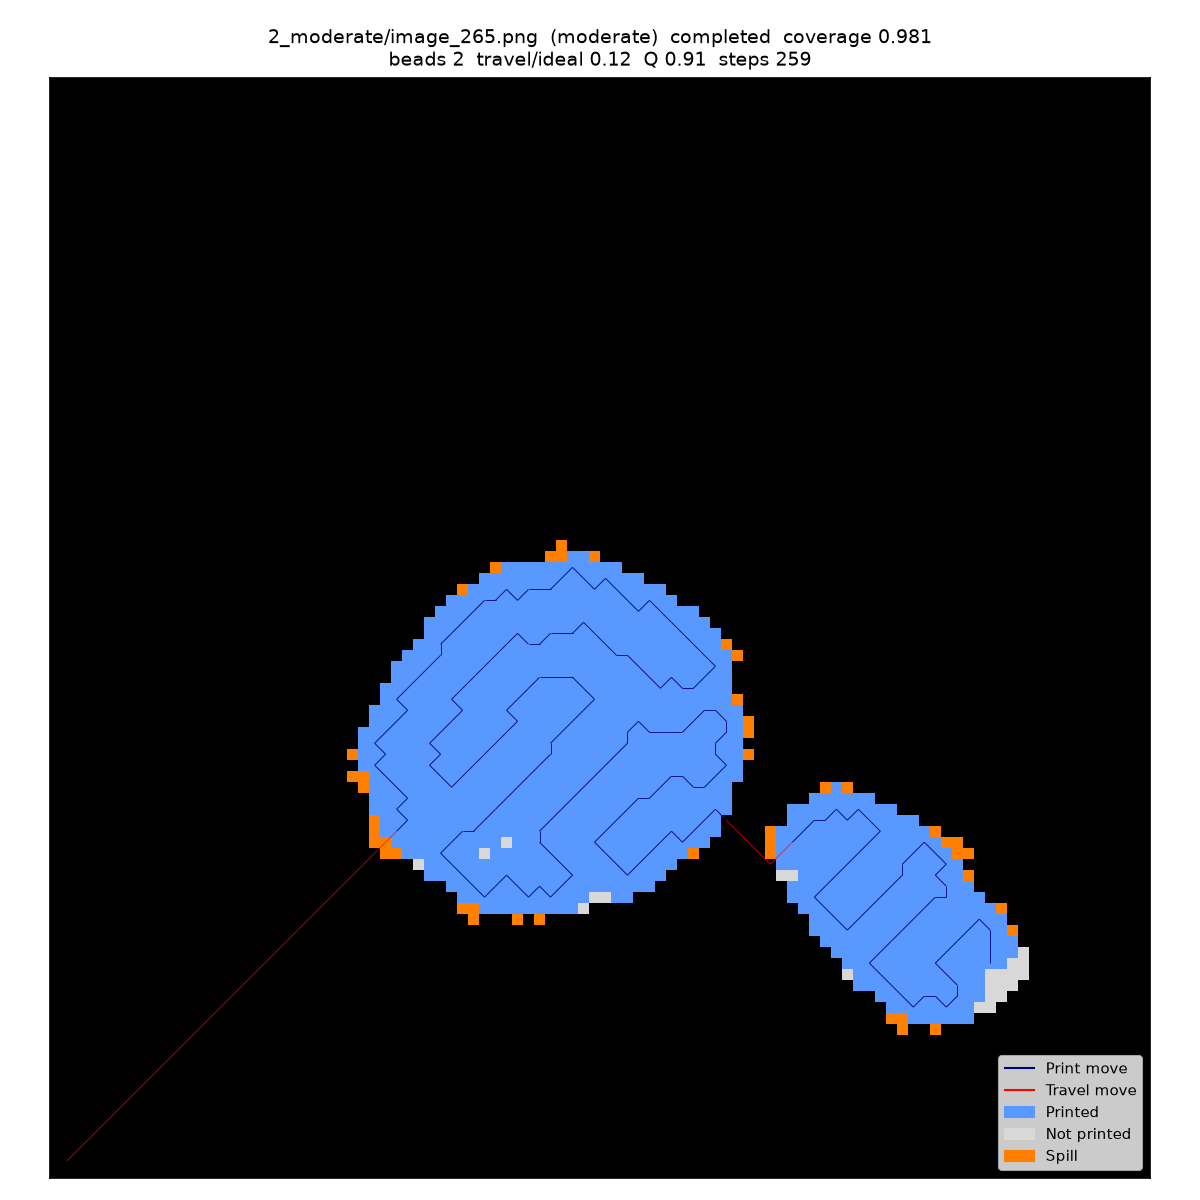 2_moderate/image_265.png  (moderate)  completed  coverage 0.981
beads 2  travel/ideal 0.12  Q 0.91  steps 259
Print move
Travel move
Printed
Not printed
Spill